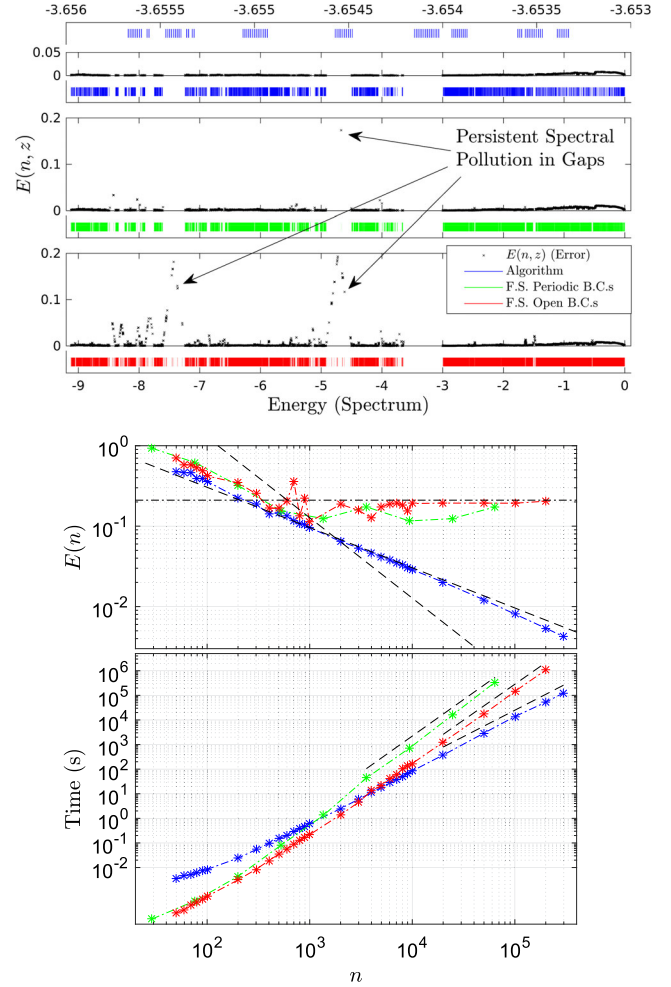 -3.656 -3.6555 -3.655 -3.6545 -3.654 -3.6535 -3.653
0.05
0
0.2
0.1
0
0.2
0.1
0
E(n, z)
Persistent Spectral
Pollution in Gaps
E(n, z) (Error)
Algorithm
F.S. Periodic B.C.s
F.S. Open B.C.s
-9 -8 -7 -6 -5 -4 -3 -2 -1 0
Energy (Spectrum)
10^0
10^-1
10^-2
E(n)
10^6
10^5
10^4
10^3
10^2
10^1
10^0
10^-1
10^-2
Time (s)
10^2 10^3 10^4 10^5
n